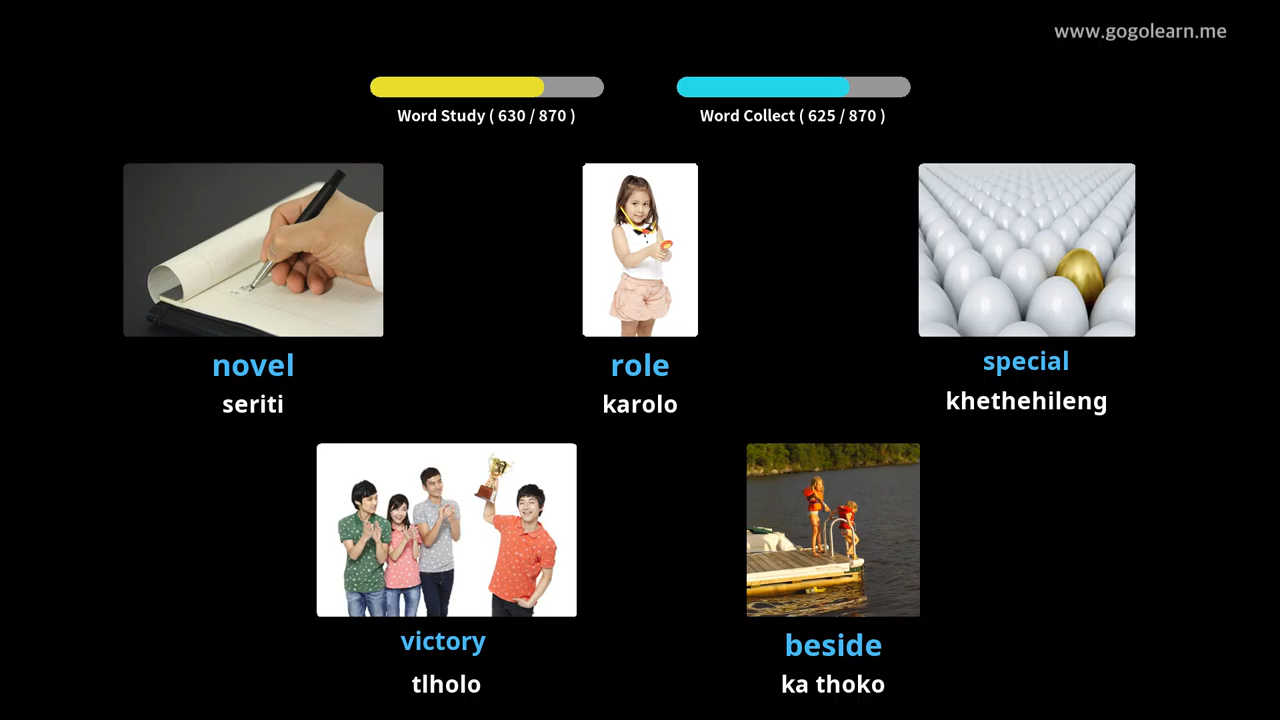 www.gogolearn.me
Word Study ( 630 / 870 )
Word Collect ( 625 / 870 )
novel
seriti
role
karolo
special
khethehileng
victory
tlholo
beside
ka thoko